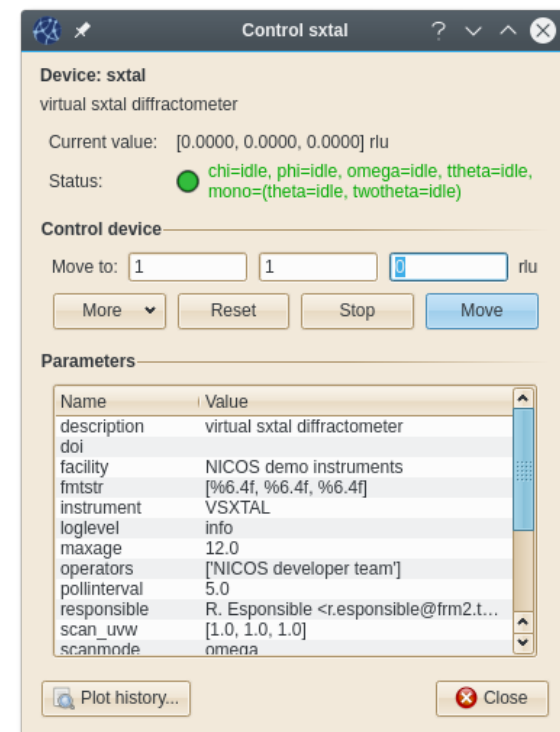 Control sxtal
Device: sxtal
virtual sxtal diffractometer
Current value: [0.0000, 0.0000, 0.0000] rlu
Status: chi=idle, phi=idle, omega=idle, ttheta=idle,
mono=(theta=idle, twotheta=idle)
Control device
Move to: 1 1 0 rlu
More Reset Stop Move
Parameters
Name Value
description virtual sxtal diffractometer
doi
facility NICOS demo instruments
fmtstr [%6.4f, %6.4f, %6.4f]
instrument VSXTAL
loglevel info
maxage 12.0
operators ['NICOS developer team']
pollinterval 5.0
responsible R. Esponsible <r.esponsible@frm2.t...
scan_uvw [1.0, 1.0, 1.0]
scanmode omega
Plot history... Close